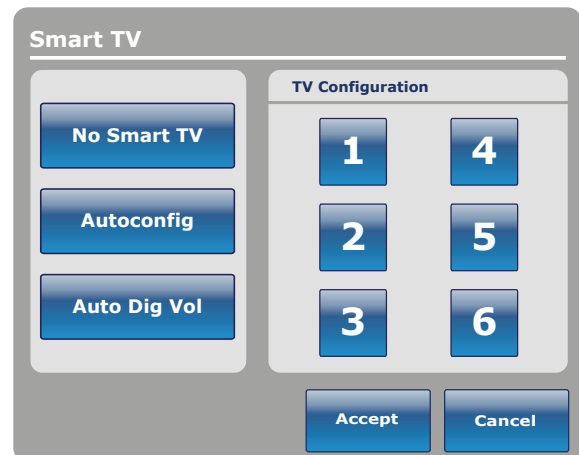 Smart TV
No Smart TV
Autoconfig
Auto Dig Vol
TV Configuration
1 4
2 5
3 6
Accept Cancel